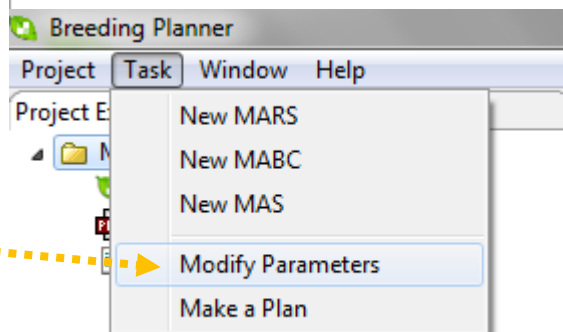 Breeding Planner
Project Task Window Help
Project E
New MARS
New MABC
New MAS
Modify Parameters
Make a Plan